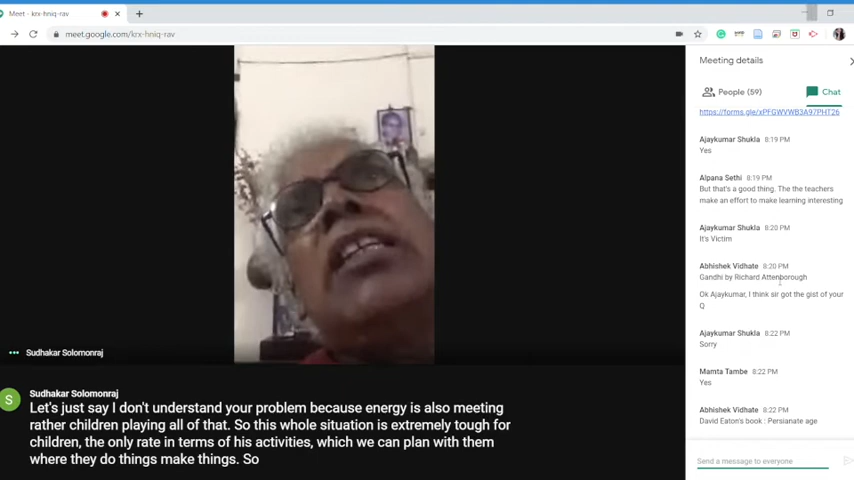 Meet - krx-hniq-rav
meet.google.com/krx-hniq-rav
Meeting details
People (59)
Chat
https://forms.gle/xPFGWVWB3A97PHT26
Ajaykumar Shukla 8:19 PM
Yes
Alpana Sethi 8:19 PM
But that's a good thing. The the teachers
make an effort to make learning interesting
Ajaykumar Shukla 8:20 PM
It's Victim
Abhishek Vidhate 8:20 PM
Gandhi by Richard Attenborough
Ok Ajaykumar, I think sir got the gist of your
Q
Ajaykumar Shukla 8:22 PM
Sorry
Mamta Tambe 8:22 PM
Yes
Abhishek Vidhate 8:22 PM
David Eaton's book : Persianate age
Send a message to everyone
Sudhakar Solomonraj
S
Sudhakar Solomonraj
Let's just say I don't understand your problem because energy is also meeting
rather children playing all of that. So this whole situation is extremely tough for
children, the only rate in terms of his activities, which we can plan with them
where they do things make things. So